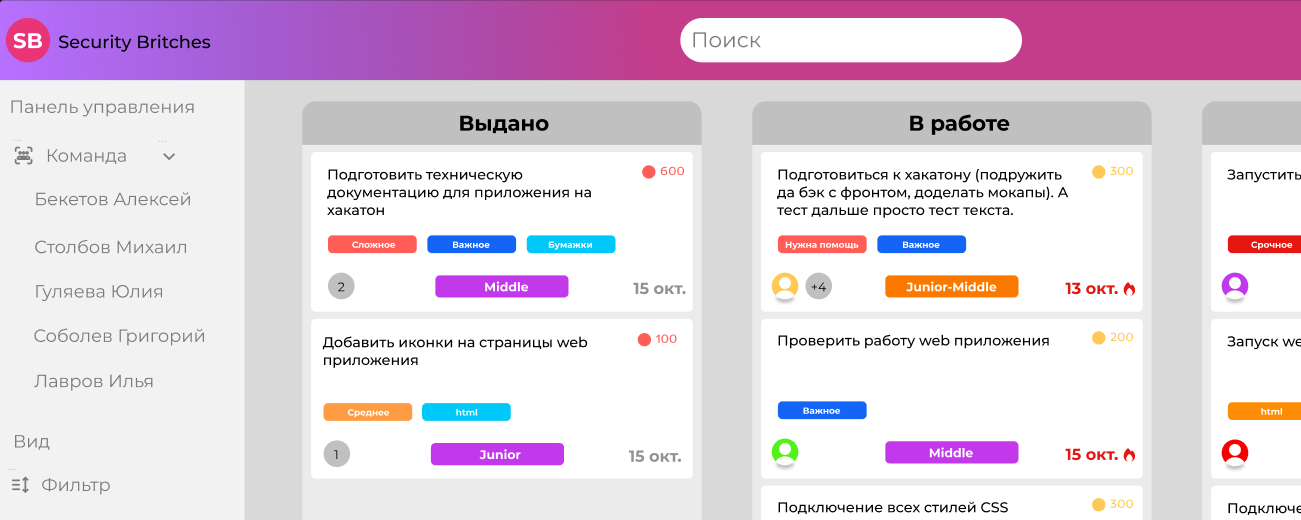 SB Security Britches
Поиск
Панель управления
Команда
Бекетов Алексей
Столбов Михаил
Гуляева Юлия
Соболев Григорий
Лавров Илья
Вид
Фильтр
Выдано
Подготовить техническую
600
документацию для приложения на
хакатон
Сложное Важное Бумажки
2 Middle 15 окт.
Добавить иконки на страницы web
100
приложения
Среднее html
1 Junior 15 окт.
В работе
Подготовиться к хакатону (подружить
300
да бэк с фронтом, доделать мокапы). А
тест дальше просто тест текста.
Нужна помощь Важное
+4 Junior-Middle 13 окт.
Проверить работу web приложения
200
Важное
Middle 15 окт.
Подключение всех стилей CSS
300
Запустить
Срочное
Запуск we
html
Подключе